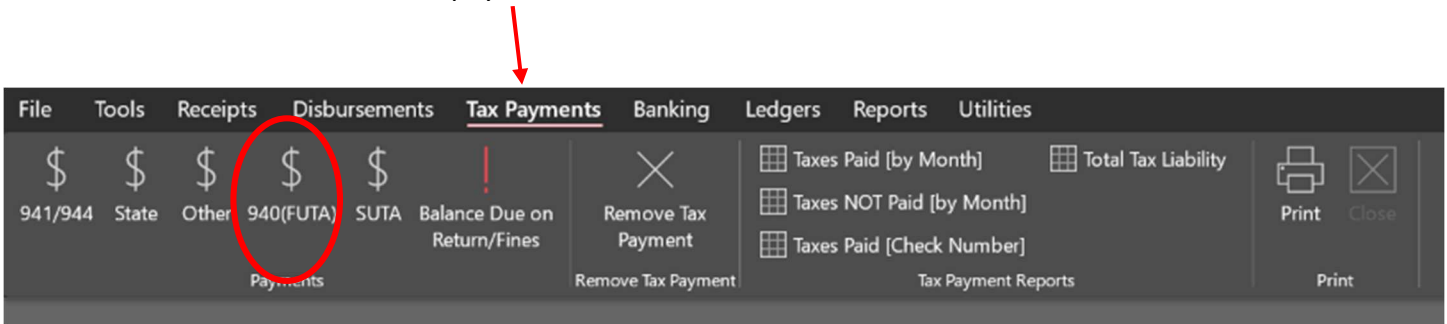 File Tools Receipts Disbursements Tax Payments Banking Ledgers Reports Utilities
941/944 State Other 940(FUTA) SUTA Balance Due on Return/Fines
Payments
Remove Tax Payment
Remove Tax Payment
Taxes Paid [by Month]
Taxes NOT Paid [by Month]
Taxes Paid [Check Number]
Total Tax Liability
Tax Payment Reports
Print Close
Print